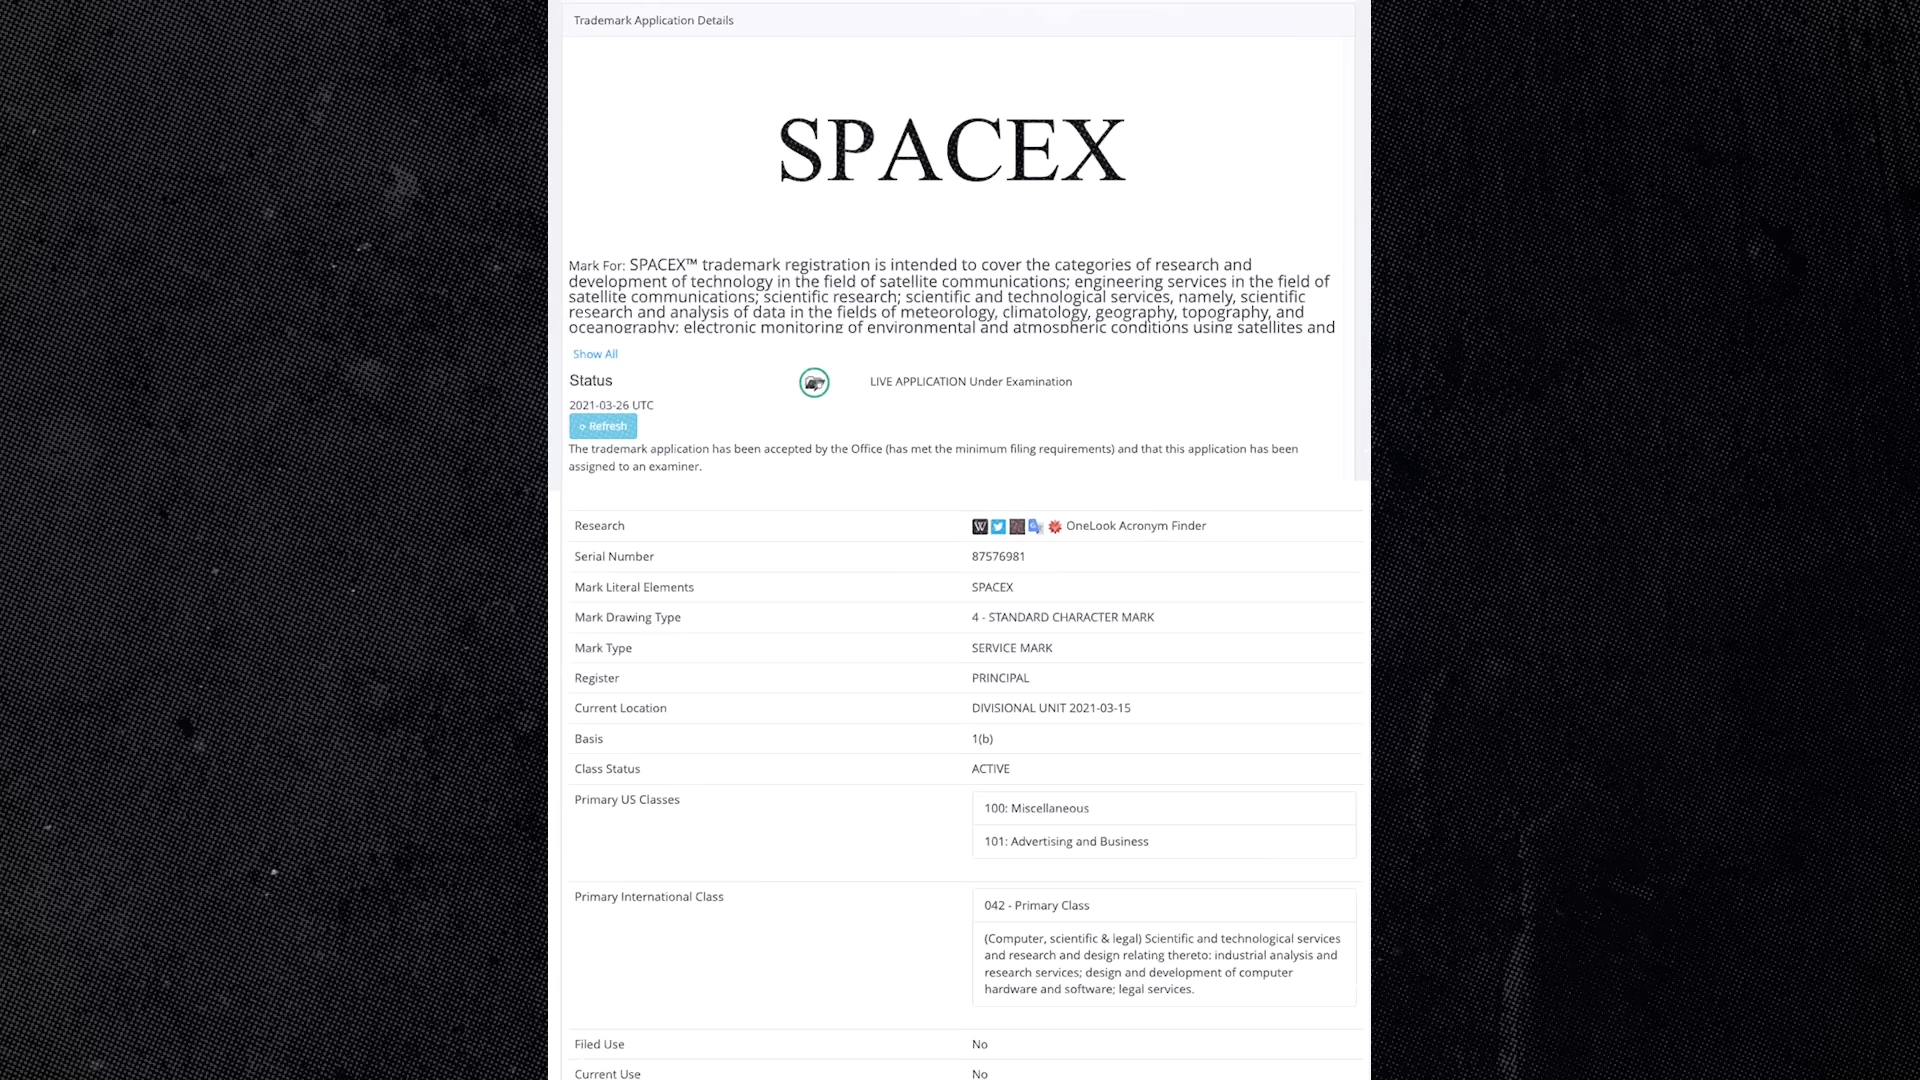 Trademark Application Details
SPACEX
Mark For: SPACEX™ trademark registration is intended to cover the categories of research and
development of technology in the field of satellite communications; engineering services in the field of
satellite communications; scientific research; scientific and technological services, namely, scientific
research and analysis of data in the fields of meteorology, climatology, geography, topography, and
oceanography; electronic monitoring of environmental and atmospheric conditions using satellites and
Show All
Status
LIVE APPLICATION Under Examination
2021-03-26 UTC
Refresh
The trademark application has been accepted by the Office (has met the minimum filing requirements) and that this application has been
assigned to an examiner.
Research W OneLook Acronym Finder
Serial Number 87576981
Mark Literal Elements SPACEX
Mark Drawing Type 4 - STANDARD CHARACTER MARK
Mark Type SERVICE MARK
Register PRINCIPAL
Current Location DIVISIONAL UNIT 2021-03-15
Basis 1(b)
Class Status ACTIVE
Primary US Classes
100: Miscellaneous
101: Advertising and Business
Primary International Class
042 - Primary Class
(Computer, scientific & legal) Scientific and technological services
and research and design relating thereto: industrial analysis and
research services; design and development of computer
hardware and software; legal services.
Filed Use No
Current Use No